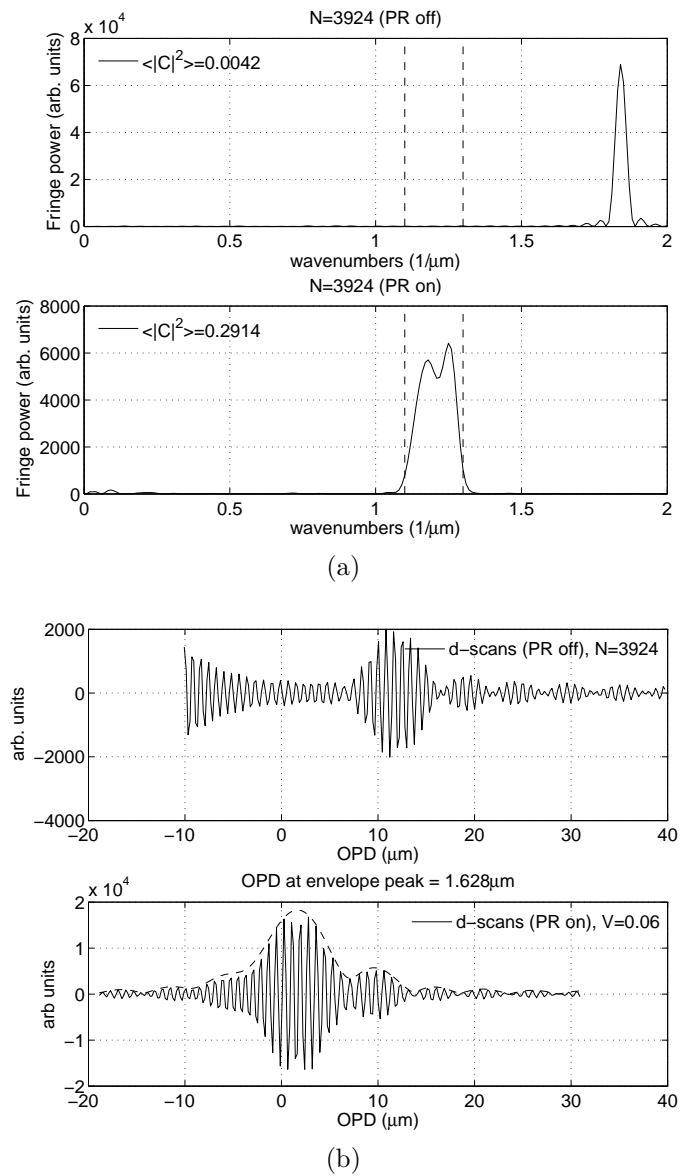 N=3924 (PR off)
x 10⁴
8
6
4
2
0
Fringe power (arb. units)
<|C|²>=0.0042
0 0.5 1 1.5 2
wavenumbers (1/μm)
N=3924 (PR on)
8000
6000
4000
2000
0
Fringe power (arb. units)
<|C|²>=0.2914
0 0.5 1 1.5 2
wavenumbers (1/μm)
(a)
2000
0
−2000
−4000
arb. units
d−scans (PR off), N=3924
−20 −10 0 10 20 30 40
OPD (μm)
x 10⁴
OPD at envelope peak = 1.628μm
2
1
0
−1
−2
arb units
d−scans (PR on), V=0.06
−20 −10 0 10 20 30 40
OPD (μm)
(b)